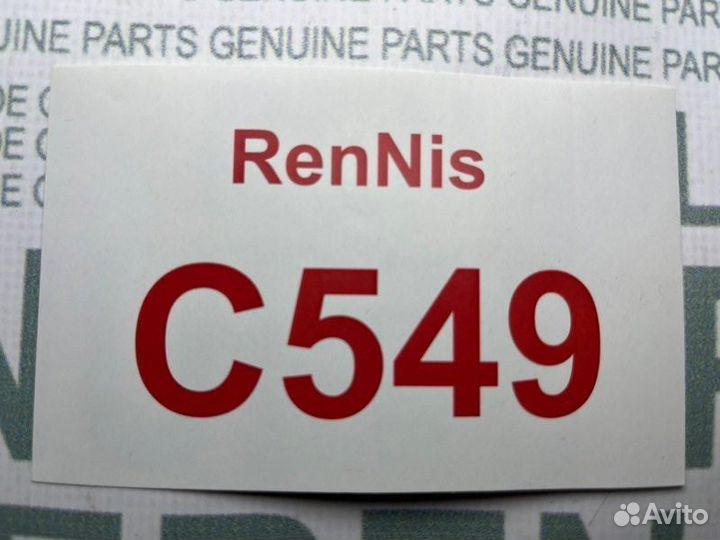 UINE PARTS GENUINE PARTS GENUINE PAR
RenNis
C549
Avito